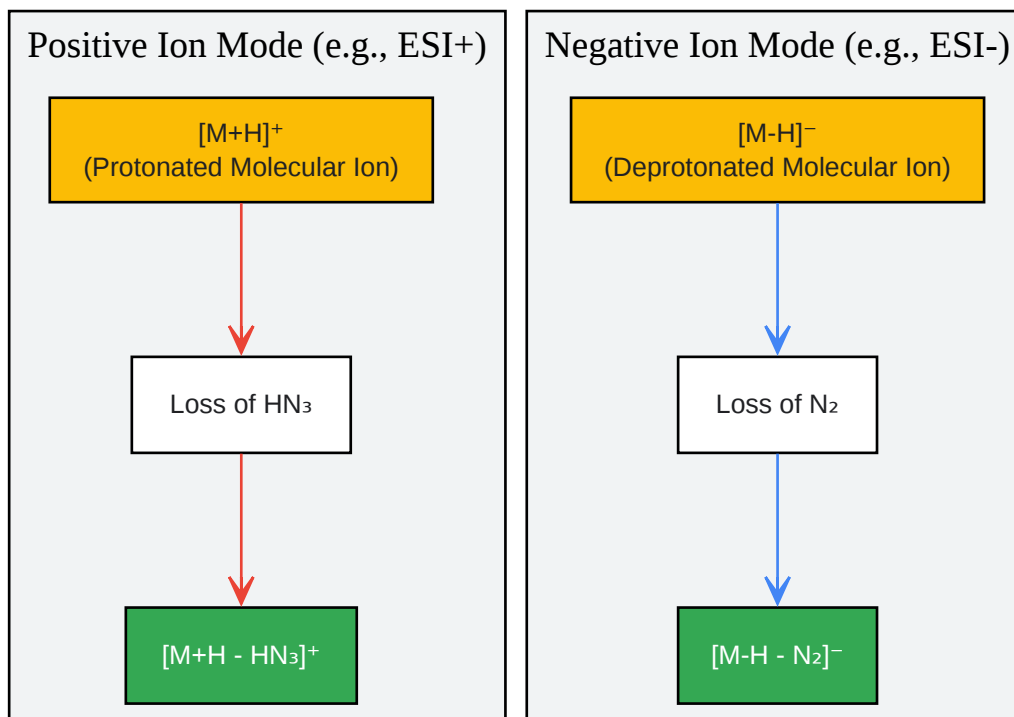 Positive Ion Mode (e.g., ESI+)
[M+H]⁺
(Protonated Molecular Ion)
Loss of HN₃
[M+H - HN₃]⁺
Negative Ion Mode (e.g., ESI-)
[M-H]⁻
(Deprotonated Molecular Ion)
Loss of N₂
[M-H - N₂]⁻